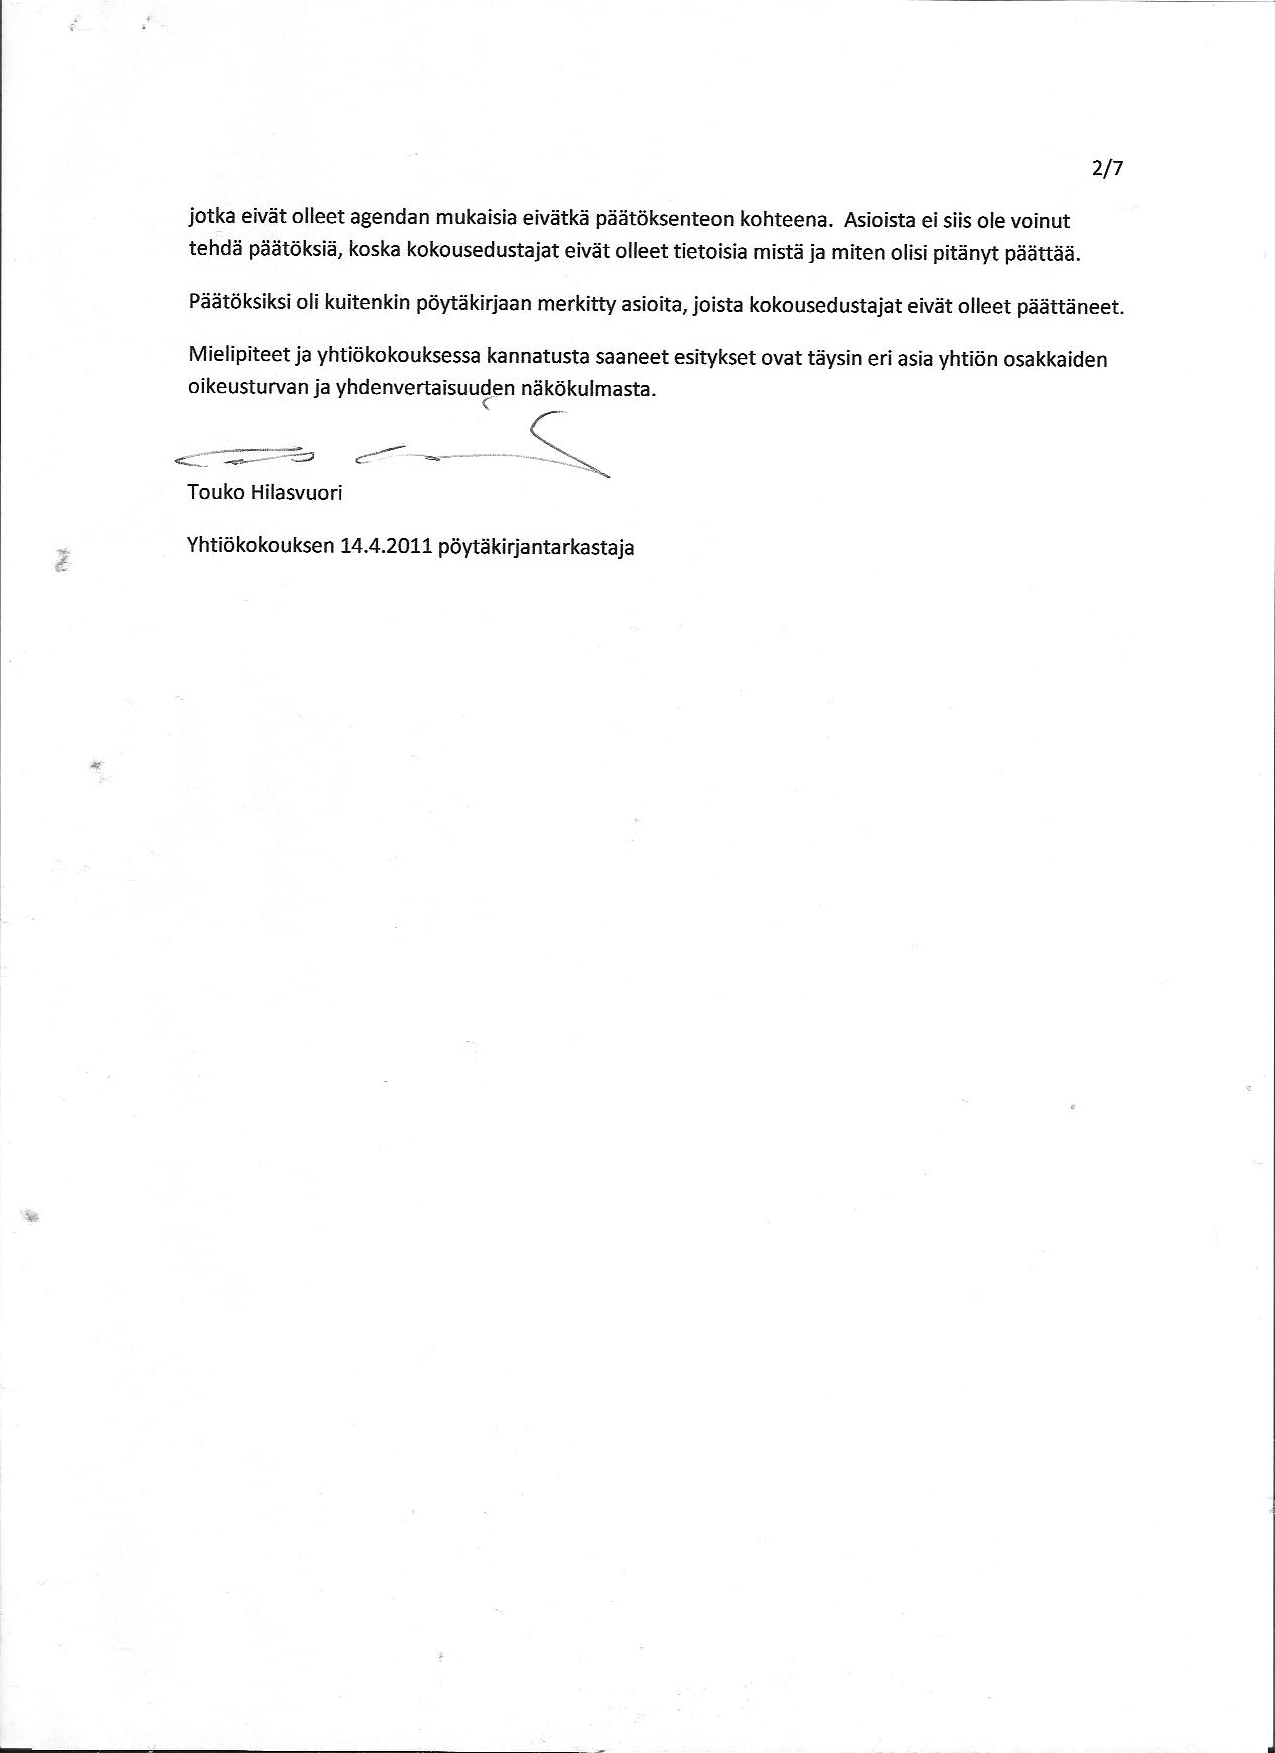 2/7
jotka eivät olleet agendan mukaisia eivätkä päätöksenteon kohteena.  Asioista ei siis ole voinut
tehdä päätöksiä, koska kokousedustajat eivät olleet tietoisia mistä ja miten olisi pitänyt päättää.
Päätöksiksi oli kuitenkin pöytäkirjaan merkitty asioita, joista kokousedustajat eivät olleet päättäneet.
Mielipiteet ja yhtiökokouksessa kannatusta saaneet esitykset ovat täysin eri asia yhtiön osakkaiden
oikeusturvan ja yhdenvertaisuuden näkökulmasta.
Touko Hilasvuori
Yhtiökokouksen 14.4.2011 pöytäkirjantarkastaja